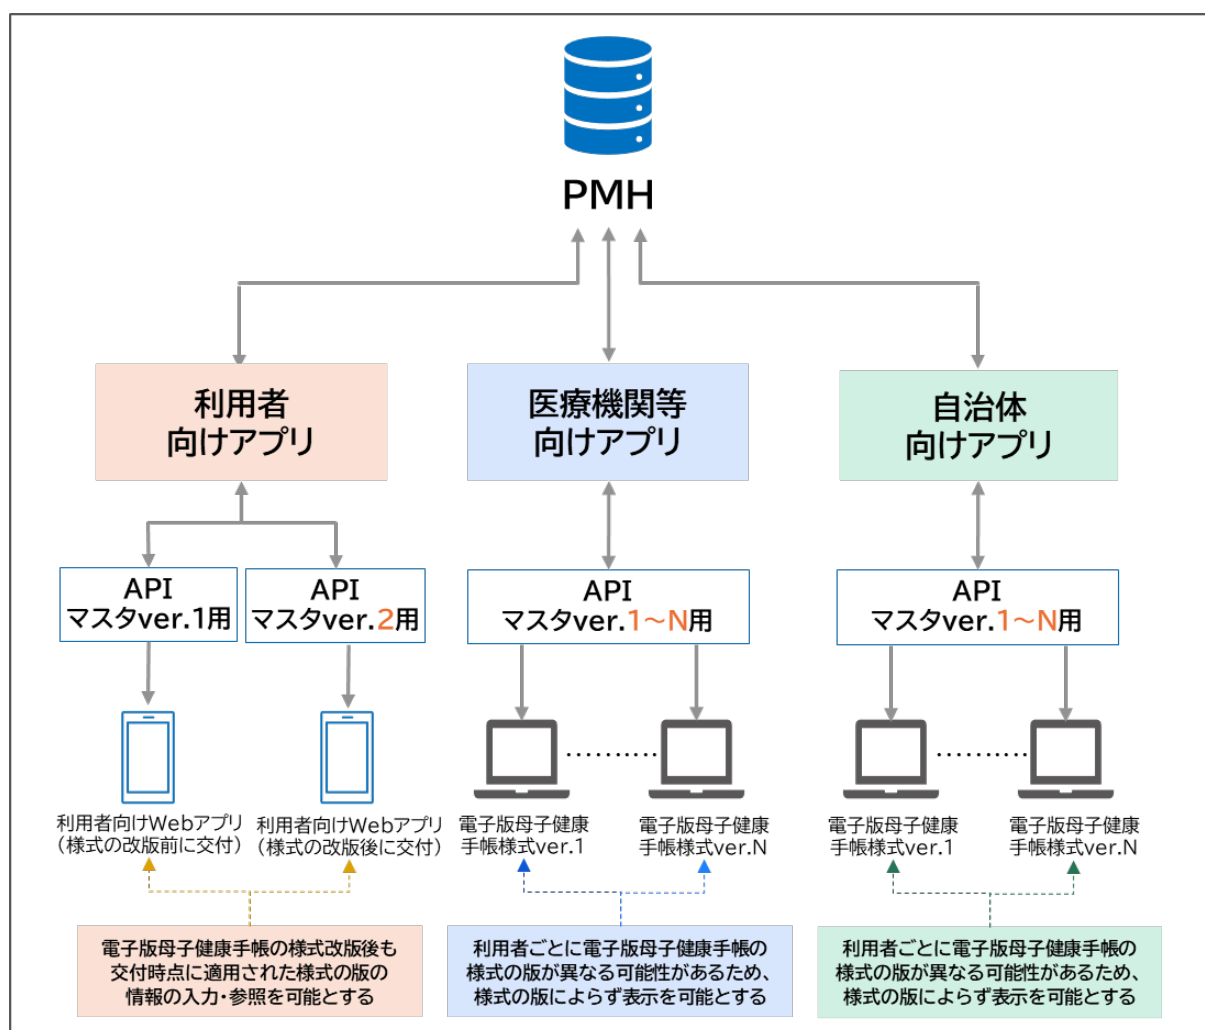 PMH
利用者
向けアプリ
医療機関等
向けアプリ
自治体
向けアプリ
API
マスタver.1用
API
マスタver.2用
API
マスタver.1～N用
API
マスタver.1～N用
利用者向けWebアプリ
（様式の改版前に交付）
利用者向けWebアプリ
（様式の改版後に交付）
電子版母子健康
手帳様式ver.1
電子版母子健康
手帳様式ver.N
電子版母子健康
手帳様式ver.1
電子版母子健康
手帳様式ver.N
電子版母子健康手帳の様式改版後も
交付時点に適用された様式の版の
情報の入力・参照を可能とする
利用者ごとに電子版母子健康手帳の
様式の版が異なる可能性があるため、
様式の版によらず表示を可能とする
利用者ごとに電子版母子健康手帳の
様式の版が異なる可能性があるため、
様式の版によらず表示を可能とする